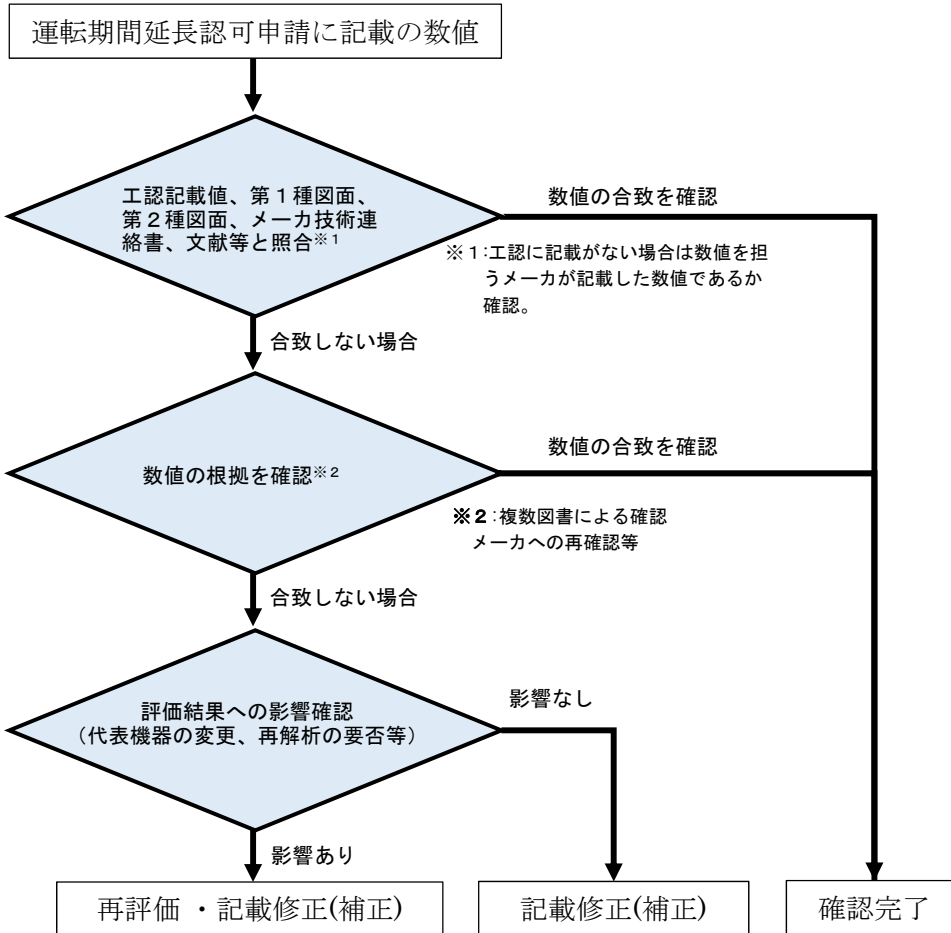 運転期間延長認可申請に記載の数値
工認記載値、第１種図面、
第２種図面、メーカ技術連
絡書、文献等と照合※１
数値の合致を確認
※１:工認に記載がない場合は数値を担
うメーカが記載した数値であるか
確認。
合致しない場合
数値の根拠を確認※２
数値の合致を確認
※２:複数図書による確認
メーカへの再確認等
合致しない場合
評価結果への影響確認
（代表機器の変更、再解析の要否等）
影響なし
影響あり
再評価 ・記載修正(補正)
記載修正(補正)
確認完了